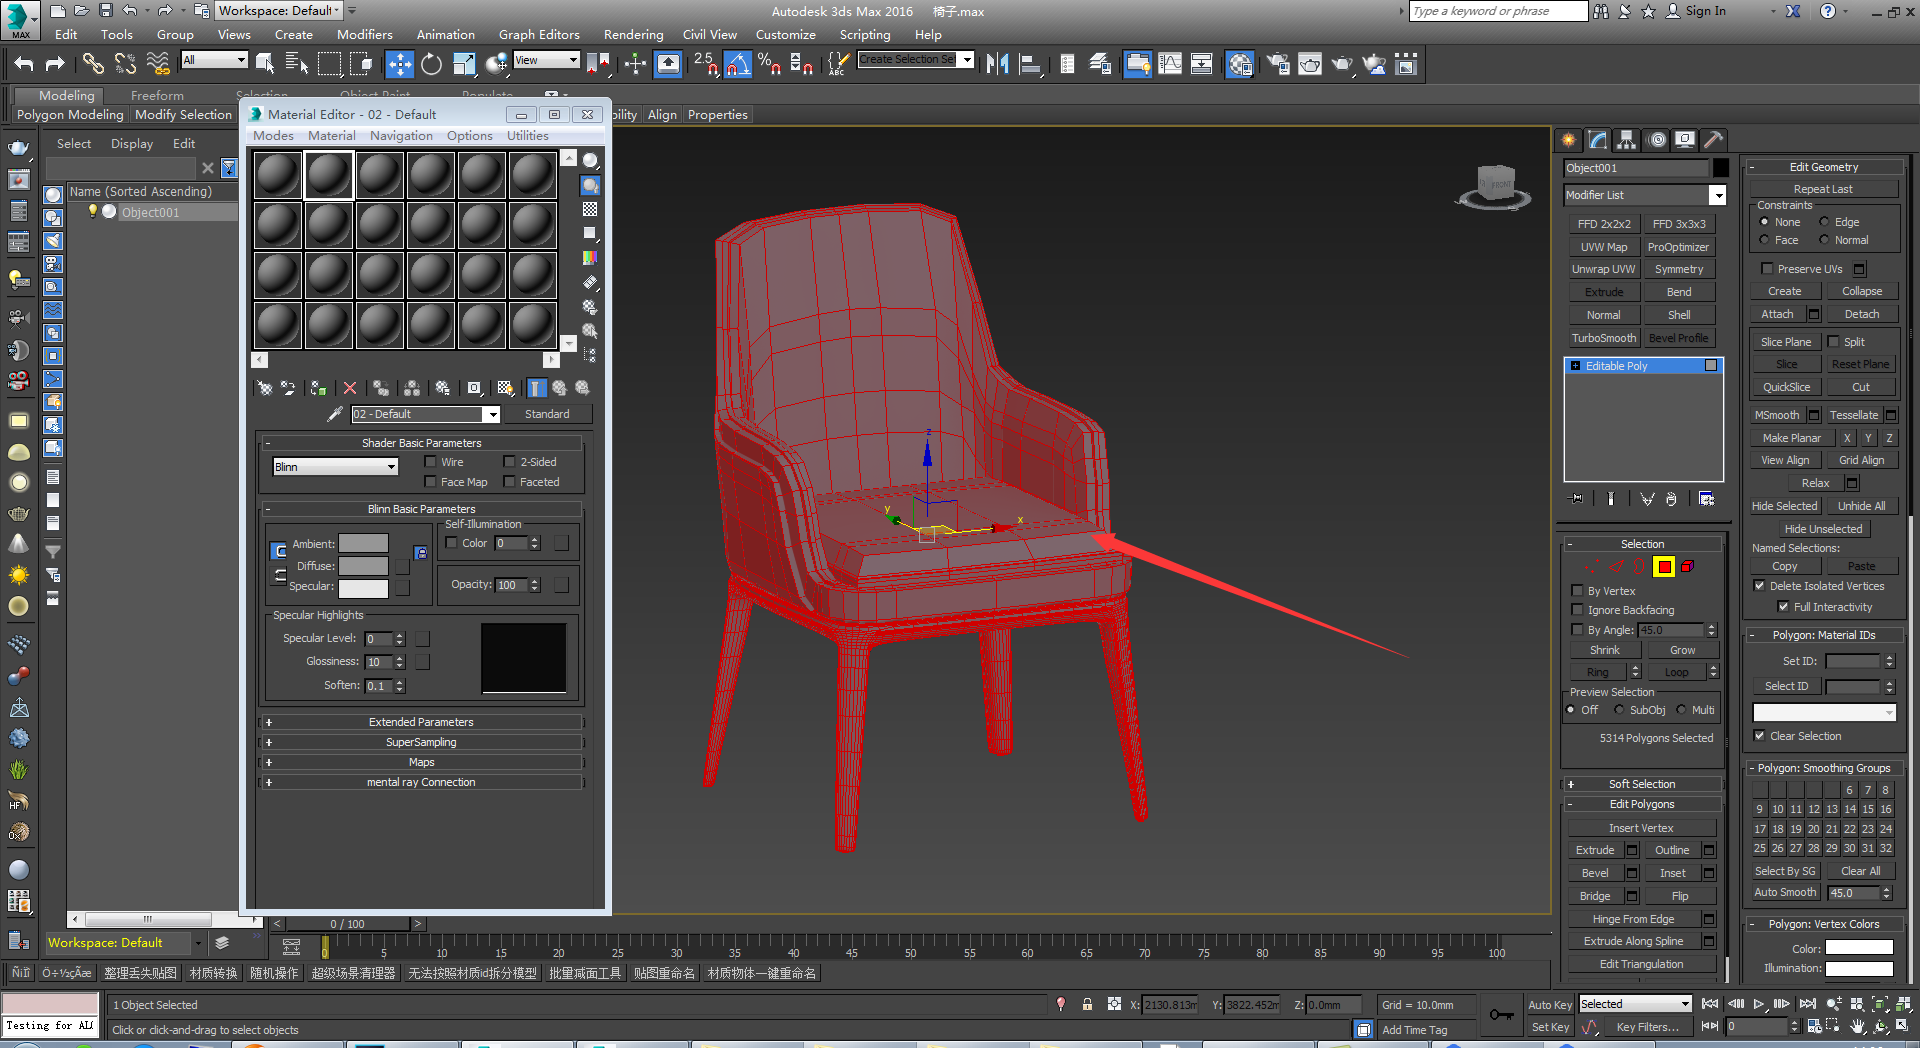 Workspace: Default
Autodesk 3ds Max 2016 椅子.max
Type a keyword or phrase
Sign In
MAX
Edit Tools Group Views Create Modifiers Animation Graph Editors Rendering Civil View Customize Scripting Help
All
View
2.5
ABC
Create Selection Set
Modeling Freeform Selection Object Paint Populate
Polygon Modeling Modify Selection
Align Properties
Select Display Edit
Name (Sorted Ascending)
Object001
Material Editor - 02 - Default
Modes Material Navigation Options Utilities
02 - Default Standard
Shader Basic Parameters
Blinn
Wire 2-Sided
Face Map Faceted
Blinn Basic Parameters
Self-Illumination
Ambient: Color 0
Diffuse:
Specular: Opacity: 100
Specular Highlights
Specular Level: 0
Glossiness: 10
Soften: 0.1
Extended Parameters
SuperSampling
Maps
mental ray Connection
FRONT
z
y
x
Object001
Modifier List
FFD 2x2x2 FFD 3x3x3
UVW Map ProOptimizer
Unwrap UVW Symmetry
Extrude Bend
Normal Shell
TurboSmooth Bevel Profile
Editable Poly
Selection
By Vertex
Ignore Backfacing
By Angle: 45.0
Shrink Grow
Ring Loop
Preview Selection
Off SubObj Multi
5314 Polygons Selected
Soft Selection
Edit Polygons
Insert Vertex
Extrude Outline
Bevel Inset
Bridge Flip
Hinge From Edge
Extrude Along Spline
Edit Triangulation
Edit Geometry
Repeat Last
Constraints
None Edge
Face Normal
Preserve UVs
Create Collapse
Attach Detach
Slice Plane Split
Slice Reset Plane
QuickSlice Cut
MSmooth Tessellate
Make Planar X Y Z
View Align Grid Align
Relax
Hide Selected Unhide All
Hide Unselected
Named Selections:
Copy Paste
Delete Isolated Vertices
Full Interactivity
Polygon: Material IDs
Set ID:
Select ID
Clear Selection
Polygon: Smoothing Groups
6 7 8
9 10 11 12 13 14 15 16
17 18 19 20 21 22 23 24
25 26 27 28 29 30 31 32
Select By SG Clear All
Auto Smooth 45.0
Polygon: Vertex Colors
Color:
Illumination:
0 / 100
Workspace: Default
0 5 10 15 20 25 30 35 40 45 50 55 60 65 70 75 80 85 90 95 100
整理丢失贴图 材质转换 随机操作 超级场景清理器 无法按照材质id拆分模型 批量减面工具 贴图重命名 材质物体一键重命名
1 Object Selected
X: 2130.813m Y: 3822.452m Z: 0.0mm Grid = 10.0mm
Auto Key Selected
Testing for ALL
Click or click-and-drag to select objects
Add Time Tag
Set Key Key Filters... 0